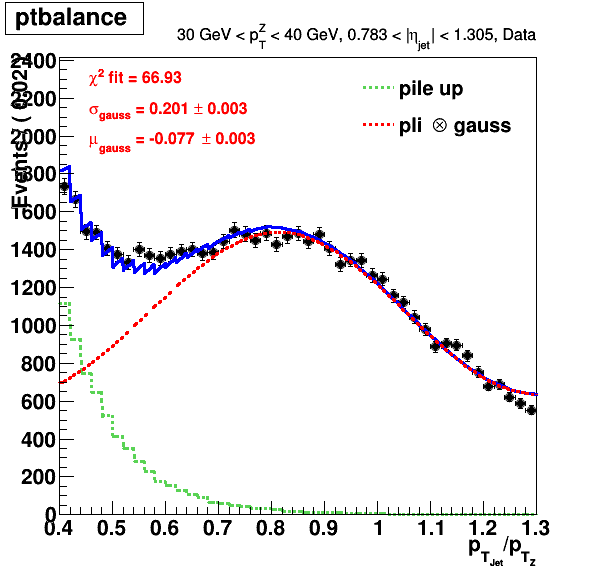 ptbalance
30 GeV < p_T^Z < 40 GeV, 0.783 < |η_jet| < 1.305, Data
χ² fit = 66.93
σ_gauss = 0.201 ± 0.003
μ_gauss = -0.077 ± 0.003
pile up
pli ⊗ gauss
Events / ( 0.02
2400
2200
2000
1800
1600
1400
1200
1000
800
600
400
200
0
0.4 0.5 0.6 0.7 0.8 0.9 1 1.1 1.2 1.3
p_T_Jet/p_T_Z